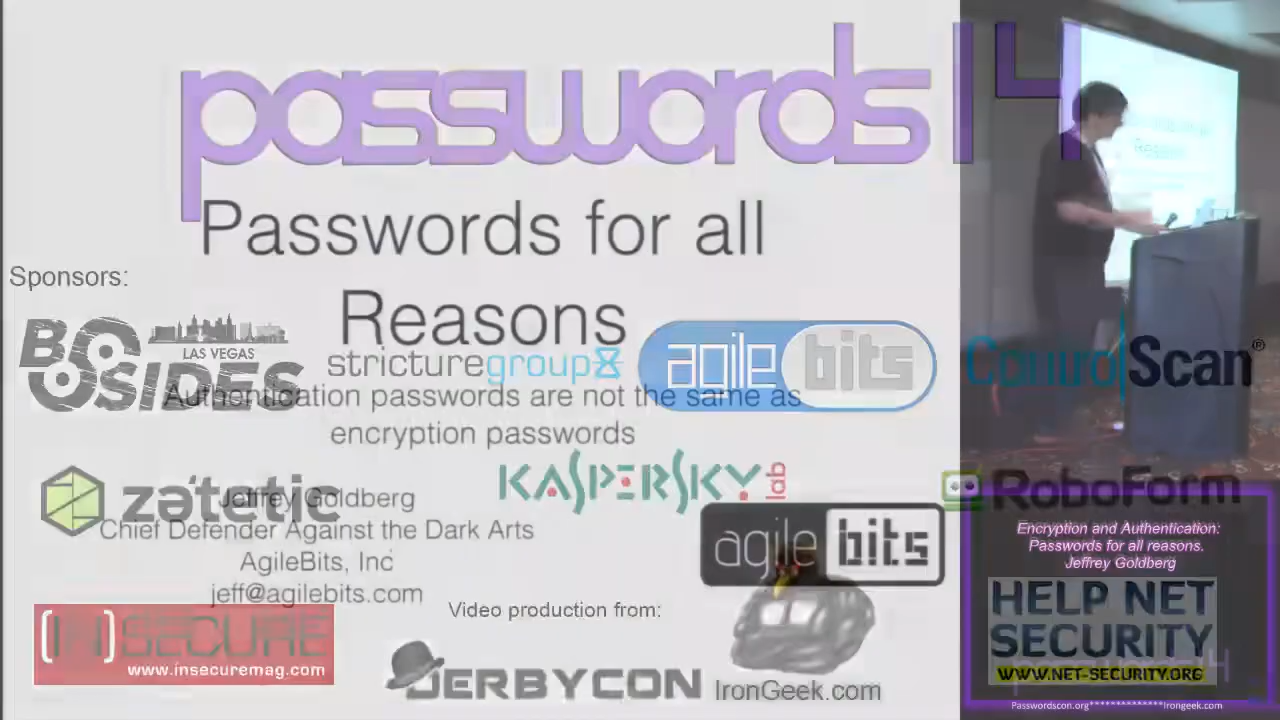 passwords14
Passwords for all
Reasons
Sponsors:
BSIDES
LAS VEGAS
stricturegroup
agile bits
ControlScan®
Authentication passwords are not the same as
encryption passwords
zətetic
KASPERSKY lab
RoboForm
Jeffrey Goldberg
Chief Defender Against the Dark Arts
AgileBits, Inc
jeff@agilebits.com
agile bits
Encryption and Authentication:
Passwords for all reasons.
Jeffrey Goldberg
(IN)SECURE
www.insecuremag.com
Video production from:
DERBYCON
IronGeek.com
HELP NET
SECURITY
WWW.NET-SECURITY.ORG
passwords14
Passwordscon.org************Irongeek.com